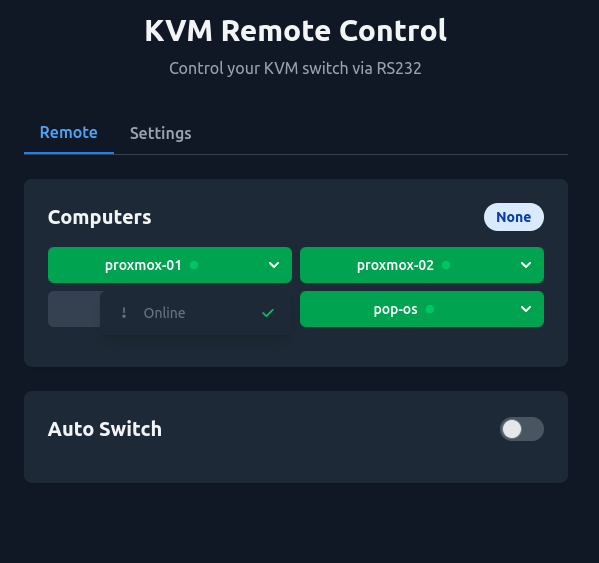 KVM Remote Control
Control your KVM switch via RS232
Remote Settings
Computers None
proxmox-01 proxmox-02
Online pop-os
Auto Switch